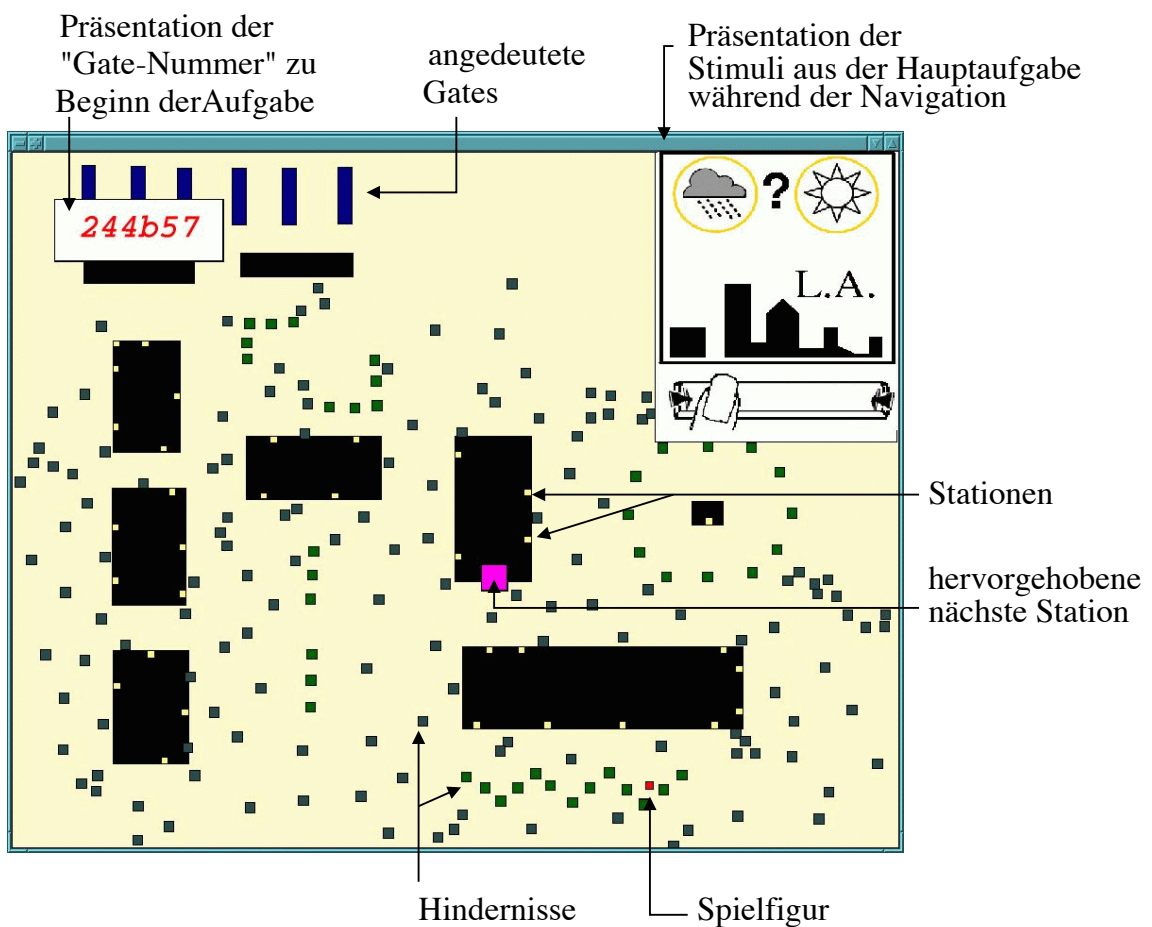 Präsentation der
"Gate-Nummer" zu
Beginn derAufgabe
angedeutete
Gates
Präsentation der
Stimuli aus der Hauptaufgabe
während der Navigation
244b57
?
L.A.
Stationen
hervorgehobene
nächste Station
Hindernisse
Spielfigur